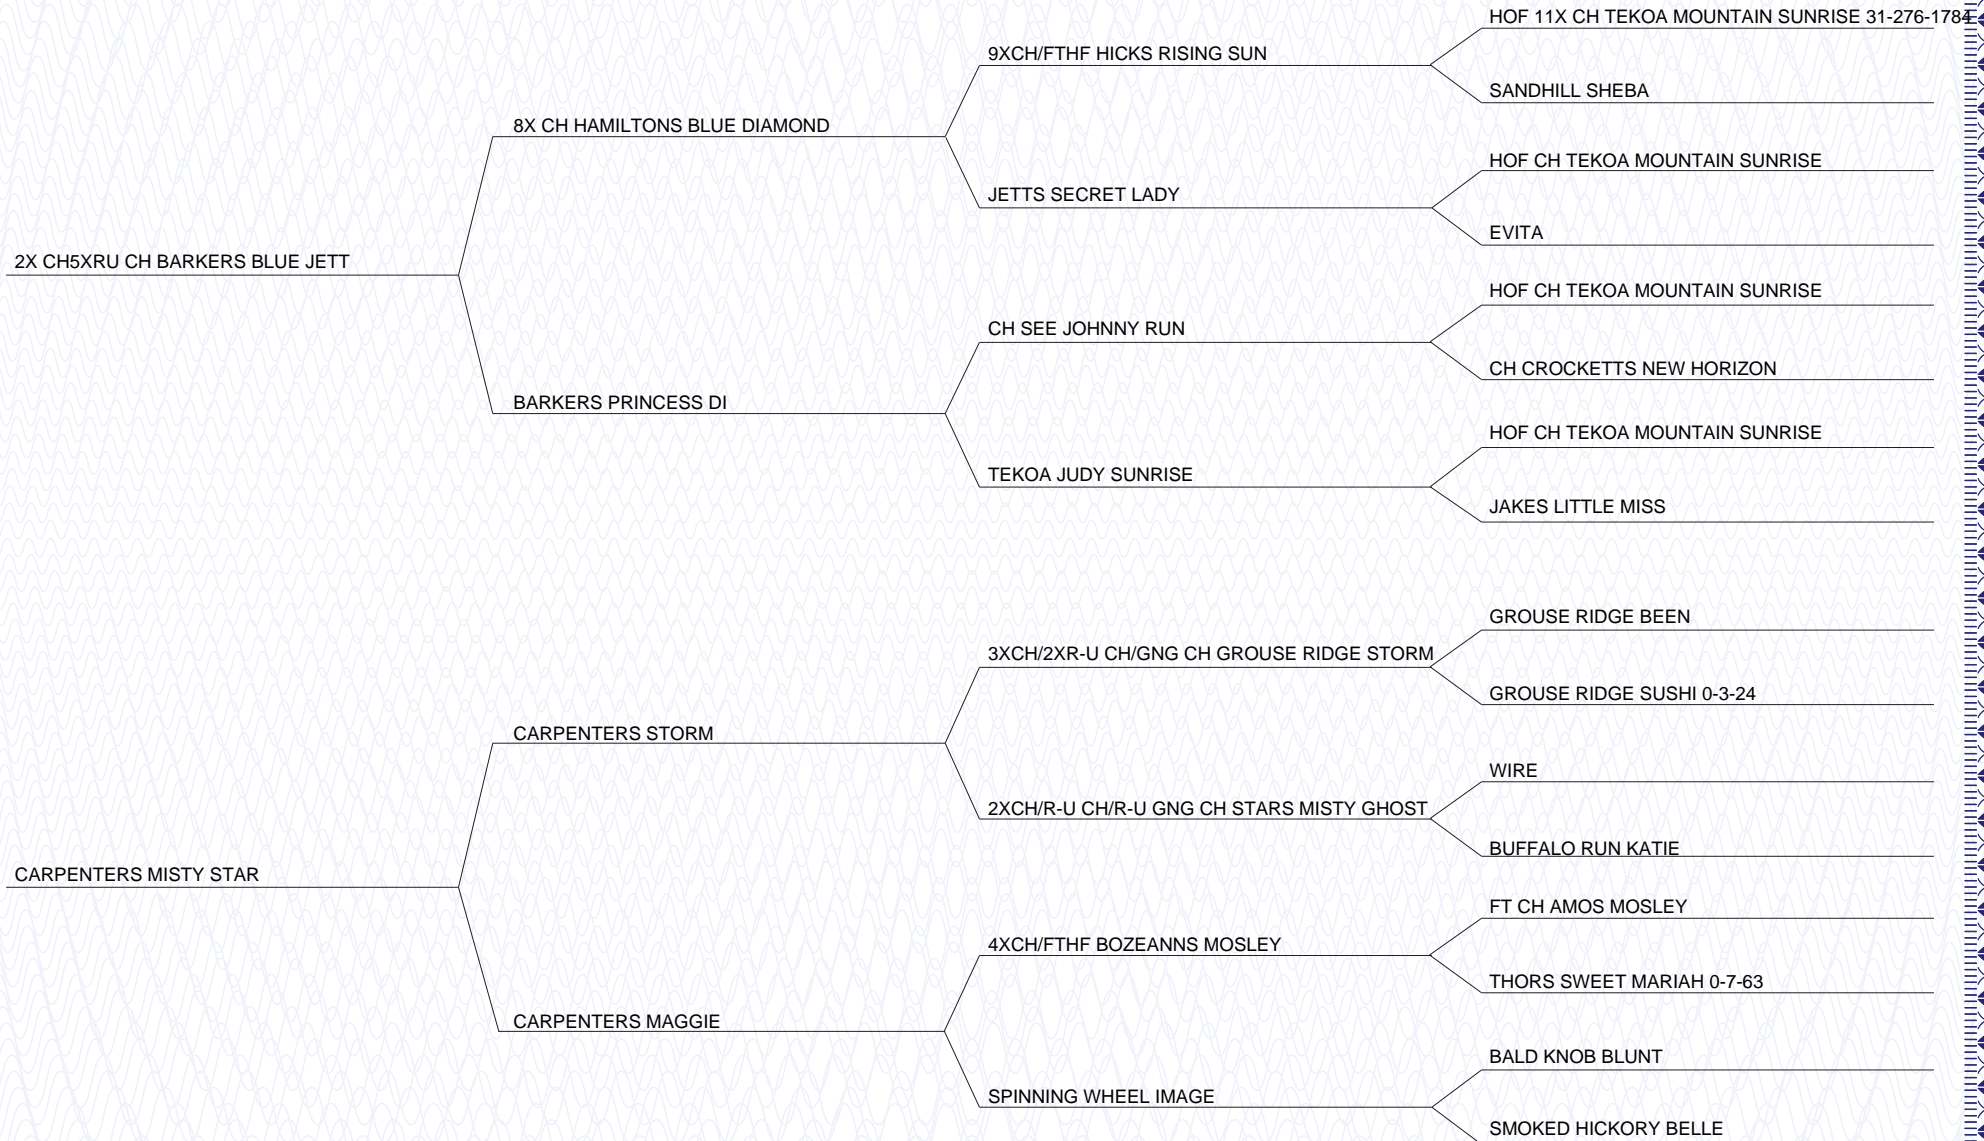 HOF 11X CH TEKOA MOUNTAIN SUNRISE 31-276-1784
9XCH/FTHF HICKS RISING SUN
SANDHILL SHEBA
8X CH HAMILTONS BLUE DIAMOND
HOF CH TEKOA MOUNTAIN SUNRISE
JETTS SECRET LADY
EVITA
2X CH5XRU CH BARKERS BLUE JETT
HOF CH TEKOA MOUNTAIN SUNRISE
CH SEE JOHNNY RUN
CH CROCKETTS NEW HORIZON
BARKERS PRINCESS DI
HOF CH TEKOA MOUNTAIN SUNRISE
TEKOA JUDY SUNRISE
JAKES LITTLE MISS
GROUSE RIDGE BEEN
3XCH/2XR-U CH/GNG CH GROUSE RIDGE STORM
GROUSE RIDGE SUSHI 0-3-24
CARPENTERS STORM
WIRE
2XCH/R-U CH/R-U GNG CH STARS MISTY GHOST
BUFFALO RUN KATIE
CARPENTERS MISTY STAR
FT CH AMOS MOSLEY
4XCH/FTHF BOZEANNS MOSLEY
THORS SWEET MARIAH 0-7-63
CARPENTERS MAGGIE
BALD KNOB BLUNT
SPINNING WHEEL IMAGE
SMOKED HICKORY BELLE